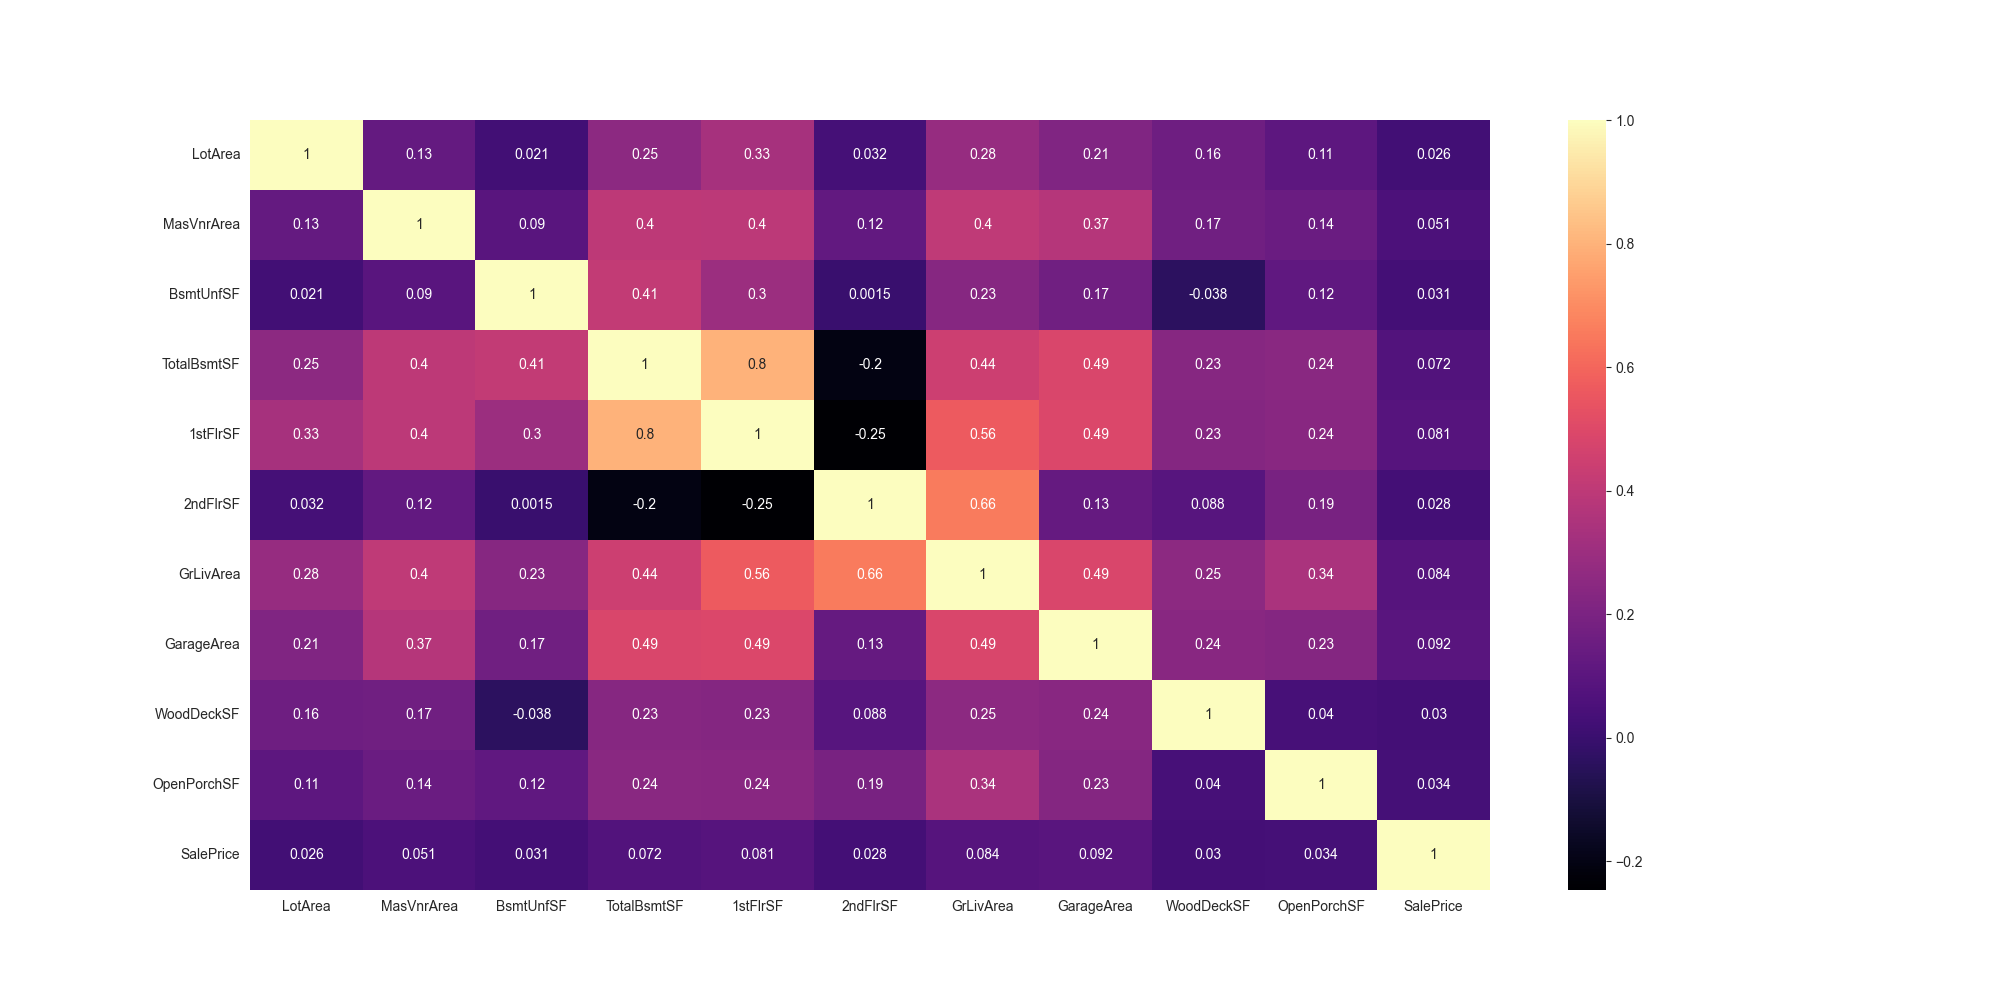 1.0
LotArea 1 0.13 0.021 0.25 0.33 0.032 0.28 0.21 0.16 0.11 0.026
MasVnrArea 0.13 1 0.09 0.4 0.4 0.12 0.4 0.37 0.17 0.14 0.051
0.8
BsmtUnfSF 0.021 0.09 1 0.41 0.3 0.0015 0.23 0.17 -0.038 0.12 0.031
TotalBsmtSF 0.25 0.4 0.41 1 0.8 -0.2 0.44 0.49 0.23 0.24 0.072
0.6
1stFlrSF 0.33 0.4 0.3 0.8 1 -0.25 0.56 0.49 0.23 0.24 0.081
0.4
2ndFlrSF 0.032 0.12 0.0015 -0.2 -0.25 1 0.66 0.13 0.088 0.19 0.028
GrLivArea 0.28 0.4 0.23 0.44 0.56 0.66 1 0.49 0.25 0.34 0.084
0.2
GarageArea 0.21 0.37 0.17 0.49 0.49 0.13 0.49 1 0.24 0.23 0.092
WoodDeckSF 0.16 0.17 -0.038 0.23 0.23 0.088 0.25 0.24 1 0.04 0.03
0.0
OpenPorchSF 0.11 0.14 0.12 0.24 0.24 0.19 0.34 0.23 0.04 1 0.034
SalePrice 0.026 0.051 0.031 0.072 0.081 0.028 0.084 0.092 0.03 0.034 1
−0.2
LotArea MasVnrArea BsmtUnfSF TotalBsmtSF 1stFlrSF 2ndFlrSF GrLivArea GarageArea WoodDeckSF OpenPorchSF SalePrice